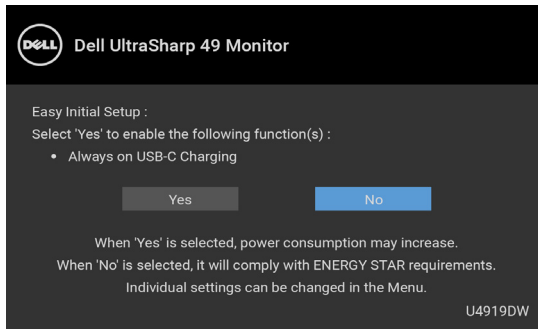 DELL Dell UltraSharp 49 Monitor
Easy Initial Setup :
Select 'Yes' to enable the following function(s) :
• Always on USB-C Charging
Yes No
When 'Yes' is selected, power consumption may increase.
When 'No' is selected, it will comply with ENERGY STAR requirements.
Individual settings can be changed in the Menu.
U4919DW